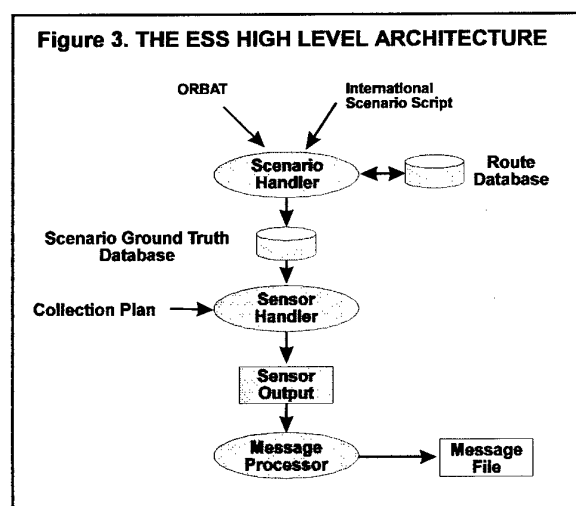 Figure 3. THE ESS HIGH LEVEL ARCHITECTURE
ORBAT
International
Scenario Script
Scenario
Handler
Route
Database
Scenario Ground Truth
Database
Collection Plan
Sensor
Handler
Sensor
Output
Message
Processor
Message
File